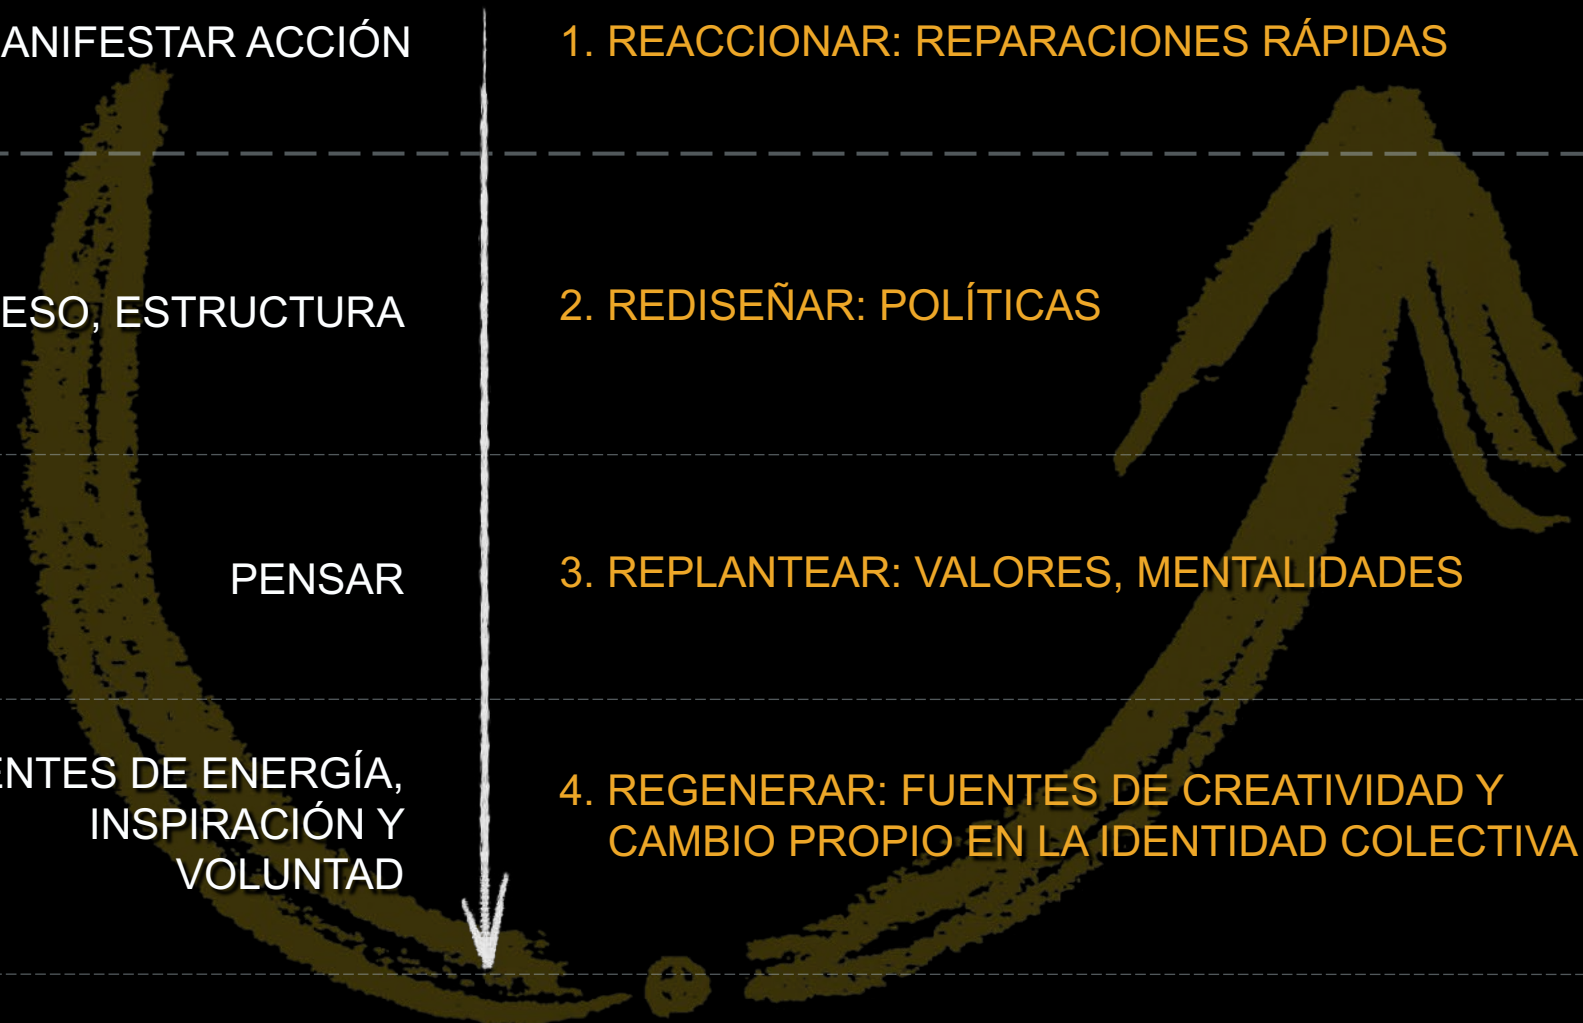 ANIFESTAR ACCIÓN
1. REACCIONAR: REPARACIONES RÁPIDAS
ESO, ESTRUCTURA
2. REDISEÑAR: POLÍTICAS
PENSAR
3. REPLANTEAR: VALORES, MENTALIDADES
ENTES DE ENERGÍA,
INSPIRACIÓN Y
VOLUNTAD
4. REGENERAR: FUENTES DE CREATIVIDAD Y
CAMBIO PROPIO EN LA IDENTIDAD COLECTIVA